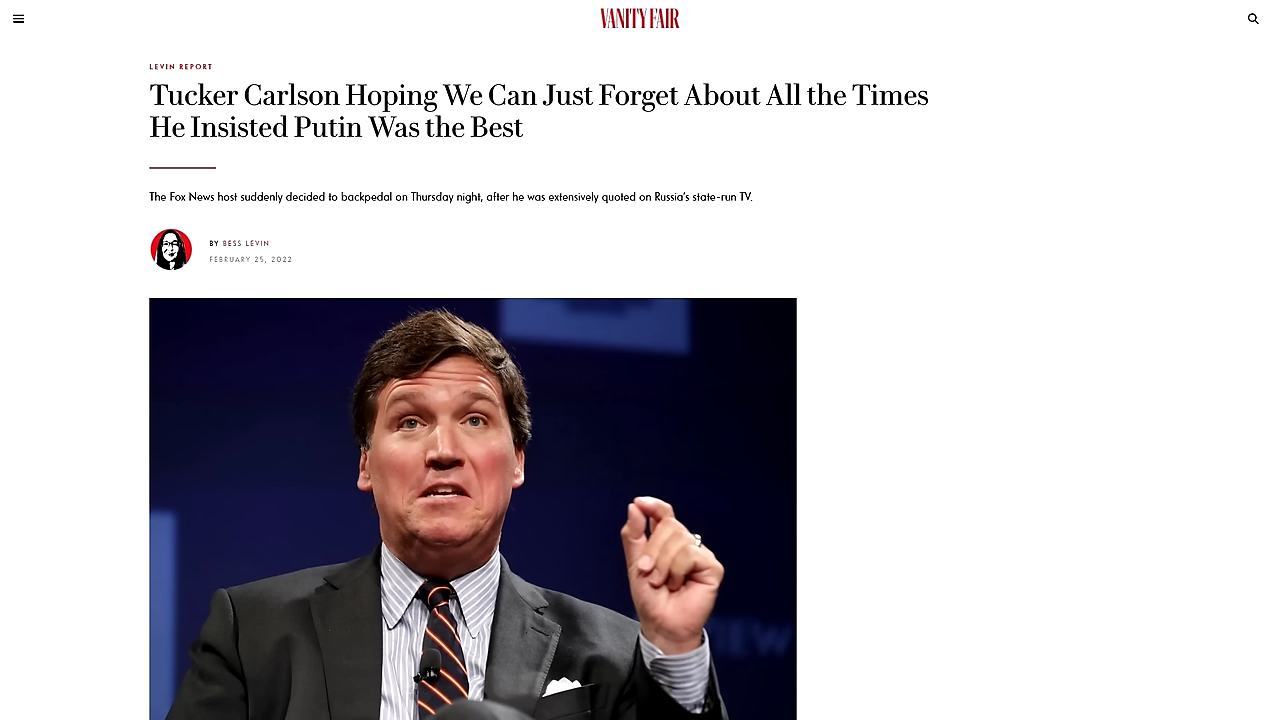 VANITY FAIR
LEVIN REPORT
Tucker Carlson Hoping We Can Just Forget About All the Times
He Insisted Putin Was the Best
The Fox News host suddenly decided to backpedal on Thursday night, after he was extensively quoted on Russia's state-run TV.
BY BESS LEVIN
FEBRUARY 25, 2022